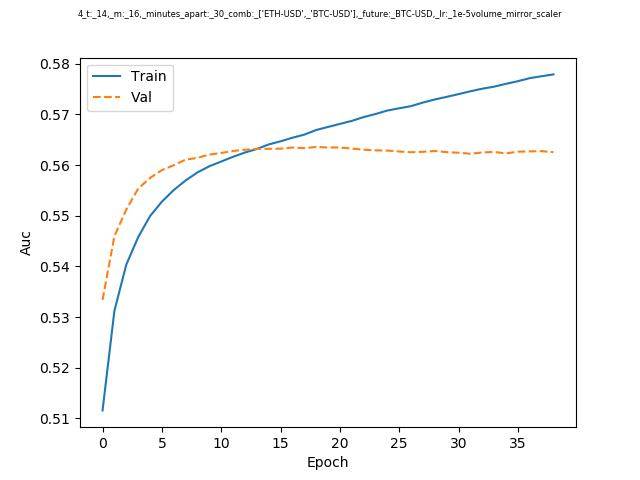 4_t:_14,_m:_16,_minutes_apart:_30_comb:_['ETH-USD',_'BTC-USD'],_future:_BTC-USD,_lr:_1e-5volume_mirror_scaler
Train
Val
0.58
0.57
0.56
0.55
0.54
0.53
0.52
0.51
Auc
0 5 10 15 20 25 30 35
Epoch